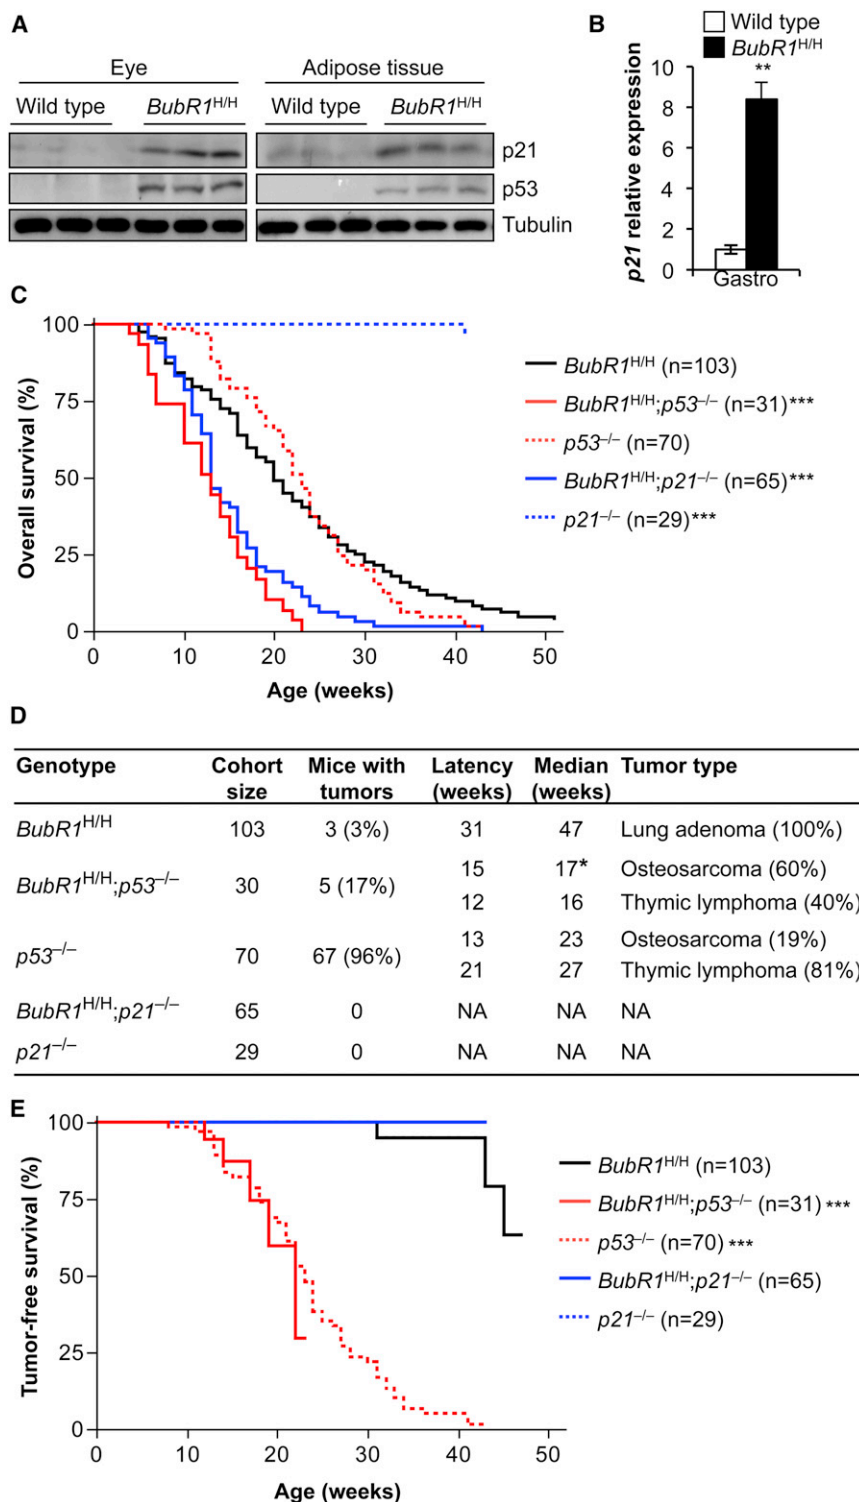 A
Eye
Adipose tissue
Wild type BubR1H/H Wild type BubR1H/H
p21
p53
Tubulin
B
Wild type
BubR1H/H
p21 relative expression
10
8
6
4
2
0
**
Gastro
C
Overall survival (%)
100
75
50
25
0
0 10 20 30 40 50
Age (weeks)
BubR1H/H (n=103)
BubR1H/H;p53–/– (n=31)***
p53–/– (n=70)
BubR1H/H;p21–/– (n=65)***
p21–/– (n=29)***
D
Genotype Cohort size Mice with tumors Latency (weeks) Median (weeks) Tumor type
BubR1H/H 103 3 (3%) 31 47 Lung adenoma (100%)
BubR1H/H;p53–/– 30 5 (17%) 15 17* Osteosarcoma (60%)
12 16 Thymic lymphoma (40%)
p53–/– 70 67 (96%) 13 23 Osteosarcoma (19%)
21 27 Thymic lymphoma (81%)
BubR1H/H;p21–/– 65 0 NA NA NA
p21–/– 29 0 NA NA NA
E
Tumor-free survival (%)
100
75
50
25
0
0 10 20 30 40 50
Age (weeks)
BubR1H/H (n=103)
BubR1H/H;p53–/– (n=31)***
p53–/– (n=70)***
BubR1H/H;p21–/– (n=65)
p21–/– (n=29)